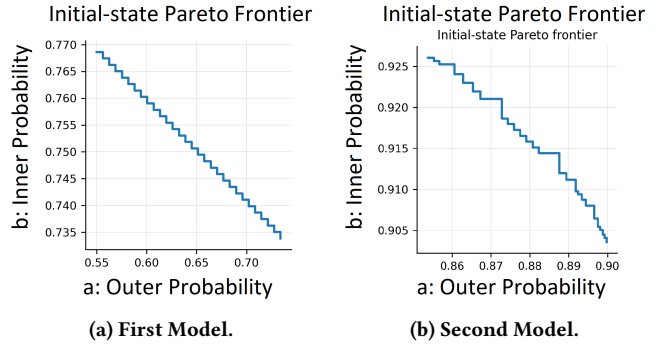 Initial-state Pareto Frontier
b: Inner Probability
0.770
0.765
0.760
0.755
0.750
0.745
0.740
0.735
0.55 0.60 0.65 0.70
a: Outer Probability
(a) First Model.
Initial-state Pareto Frontier
Initial-state Pareto frontier
b: Inner Probability
0.925
0.920
0.915
0.910
0.905
0.86 0.87 0.88 0.89 0.90
a: Outer Probability
(b) Second Model.